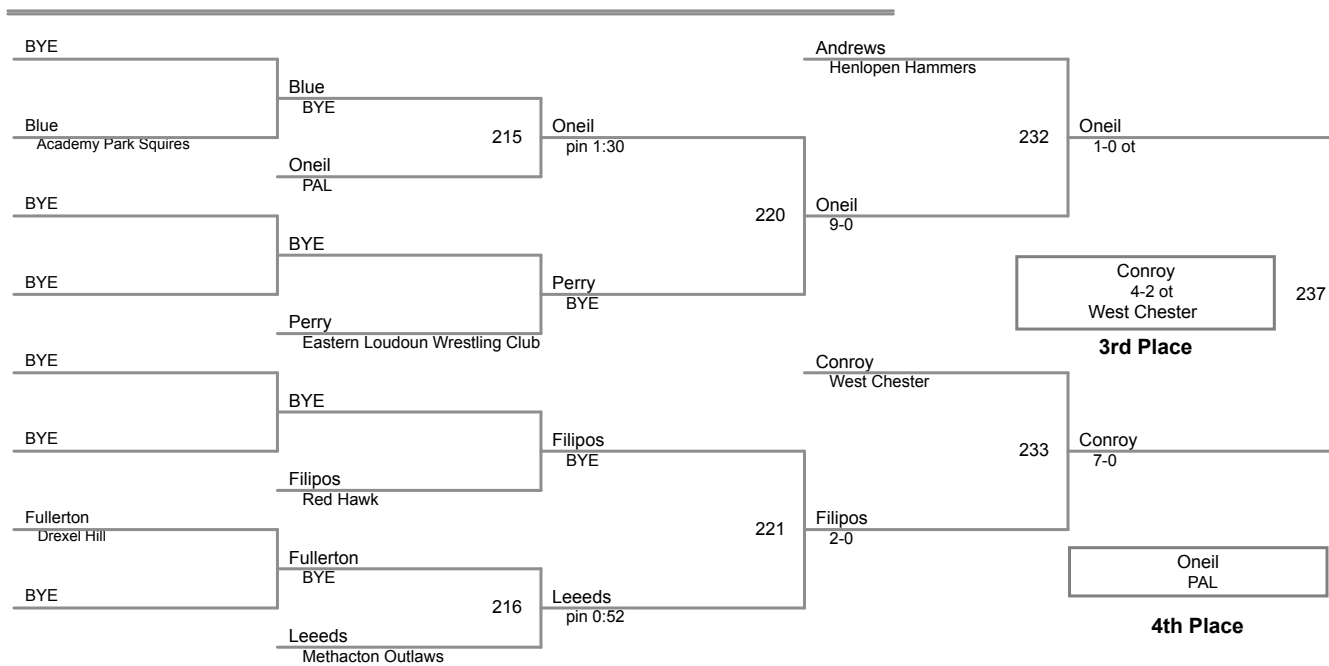 BYE
Blue
Academy Park Squires
BYE
BYE
BYE
BYE
Fullerton
Drexel Hill
BYE
Blue
BYE
215
Oneil
PAL
BYE
Perry
Eastern Loudoun Wrestling Club
BYE
Filipos
Red Hawk
Fullerton
BYE
216
Leeeds
Methacton Outlaws
Oneil
pin 1:30
220
Perry
BYE
Filipos
BYE
221
Leeeds
pin 0:52
Andrews
Henlopen Hammers
232
Oneil
9-0
Conroy
West Chester
233
Filipos
2-0
Oneil
1-0 ot
Conroy
4-2 ot
West Chester
237
3rd Place
Conroy
7-0
Oneil
PAL
4th Place